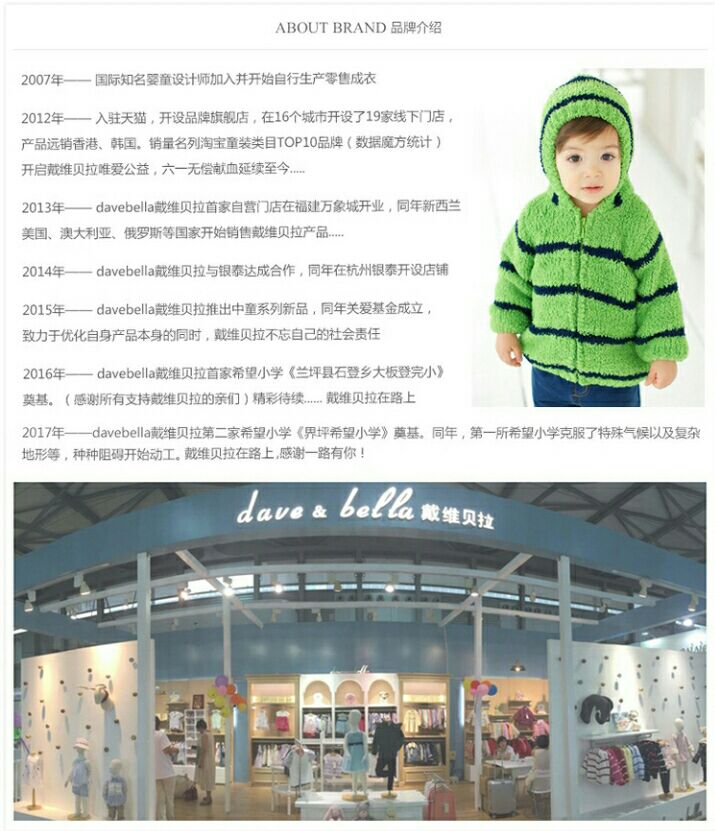 ABOUT BRAND 品牌介绍
2007年—— 国际知名婴童设计师加入并开始自行生产零售成衣
2012年—— 入驻天猫，开设品牌旗舰店，在16个城市开设了19家线下门店，
产品远销香港、韩国。销量名列淘宝童装类目TOP10品牌（数据魔方统计）
开启戴维贝拉唯爱公益，六一无偿献血延续至今.....
2013年—— davebella戴维贝拉首家自营门店在福建万象城开业，同年新西兰
美国、澳大利亚、俄罗斯等国家开始销售戴维贝拉产品.....
2014年—— davebella戴维贝拉与银泰达成合作，同年在杭州银泰开设店铺
2015年—— davebella戴维贝拉推出中童系列新品，同年关爱基金成立，
致力于优化自身产品本身的同时，戴维贝拉不忘自己的社会责任
2016年—— davebella戴维贝拉首家希望小学《兰坪县石登乡大板登完小》
奠基。（感谢所有支持戴维贝拉的亲们）精彩待续...... 戴维贝拉在路上
2017年——davebella戴维贝拉第二家希望小学《界坪希望小学》奠基。同年，第一所希望小学克服了特殊气候以及复杂
地形等，种种阻碍开始动工。戴维贝拉在路上,感谢一路有你！
dave & bella 戴维贝拉